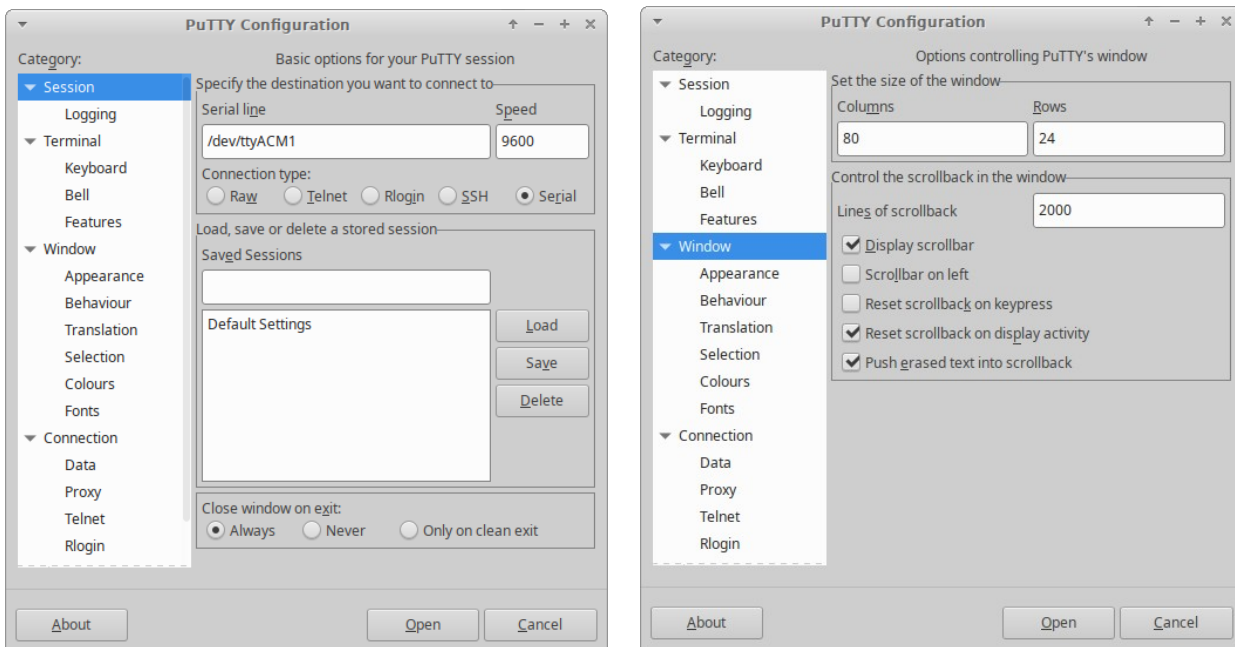 PuTTY Configuration
Category:
Session
Logging
Terminal
Keyboard
Bell
Features
Window
Appearance
Behaviour
Translation
Selection
Colours
Fonts
Connection
Data
Proxy
Telnet
Rlogin
Basic options for your PuTTY session
Specify the destination you want to connect to
Serial line Speed
/dev/ttyACM1 9600
Connection type:
Raw Telnet Rlogin SSH Serial
Load, save or delete a stored session
Saved Sessions
Default Settings
Load
Save
Delete
Close window on exit:
Always Never Only on clean exit
About Open Cancel
PuTTY Configuration
Category:
Session
Logging
Terminal
Keyboard
Bell
Features
Window
Appearance
Behaviour
Translation
Selection
Colours
Fonts
Connection
Data
Proxy
Telnet
Rlogin
Options controlling PuTTY's window
Set the size of the window
Columns Rows
80 24
Control the scrollback in the window
Lines of scrollback 2000
Display scrollbar
Scrollbar on left
Reset scrollback on keypress
Reset scrollback on display activity
Push erased text into scrollback
About Open Cancel